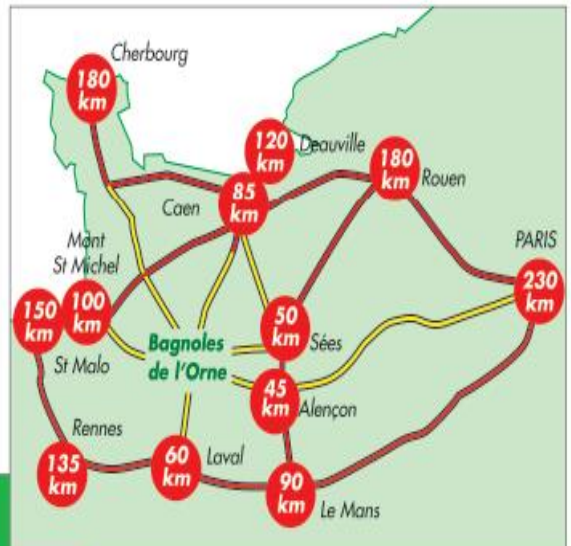 Cherbourg
180
km
120
km
Deauville
180
km
Rouen
Caen
85
km
Mont
St Michel
PARIS
230
km
150
km
100
km
St Malo
Bagnoles
de l'Orne
50
km
Sées
45
km
Alençon
Rennes
135
km
60
km
Laval
90
km
Le Mans